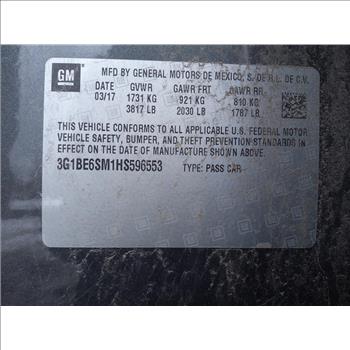 GM
MFD BY GENERAL MOTORS DE MEXICO, S. DE R.L. DE C.V.
DATE GVWR GAWR FRT GAWR RR
03/17 1731 KG 921 KG 810 KG
3817 LB 2030 LB 1787 LB
THIS VEHICLE CONFORMS TO ALL APPLICABLE U.S. FEDERAL MOTOR
VEHICLE SAFETY, BUMPER, AND THEFT PREVENTION STANDARDS IN
EFFECT ON THE DATE OF MANUFACTURE SHOWN ABOVE.
3G1BE6SM1HS596553 TYPE: PASS CAR